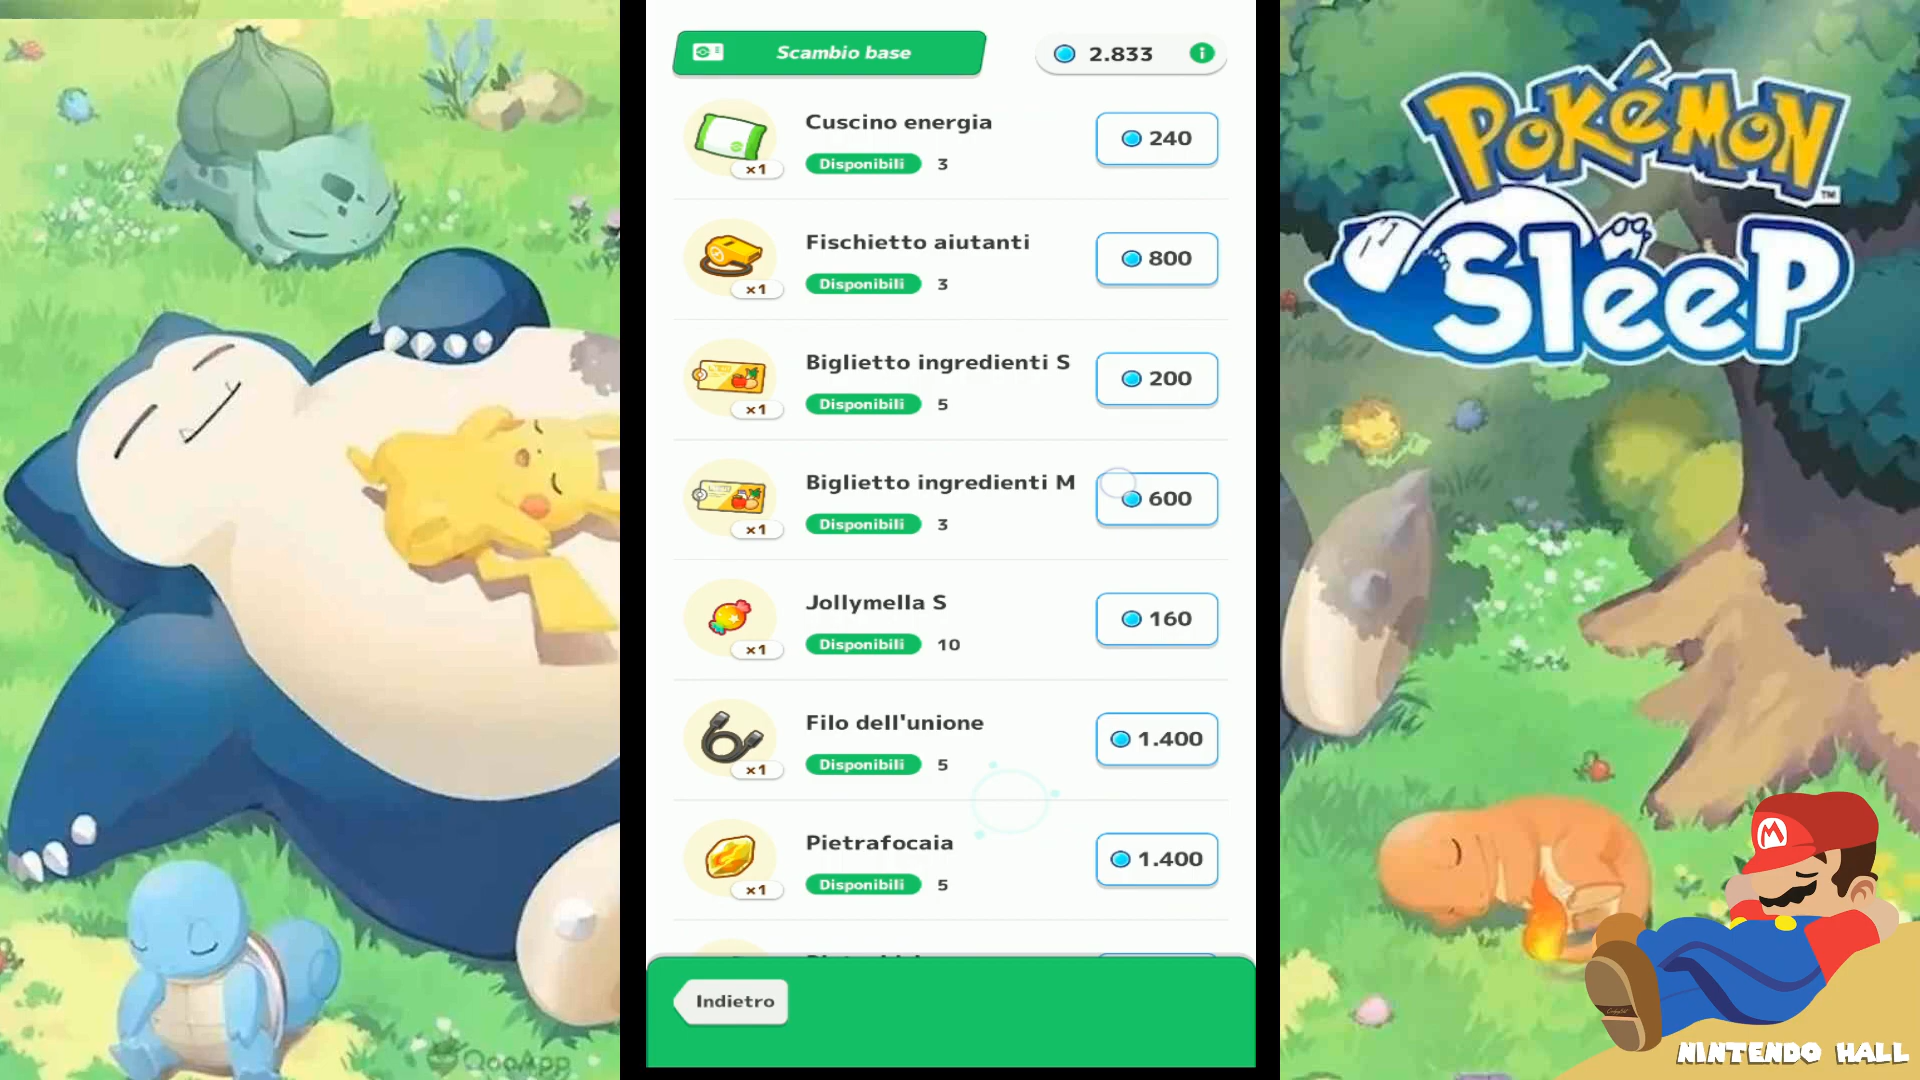 Scambio base
2.833
Cuscino energia
240
x1
Disponibili 3
Fischietto aiutanti
800
x1
Disponibili 3
Biglietto ingredienti S
200
x1
Disponibili 5
Biglietto ingredienti M
600
x1
Disponibili 3
Jollymella S
160
x1
Disponibili 10
Filo dell'unione
1.400
x1
Disponibili 5
Pietrafocaia
1.400
x1
Disponibili 5
Indietro
POKÉMON
Sleep
TM
M
QooApp
NINTENDO HALL